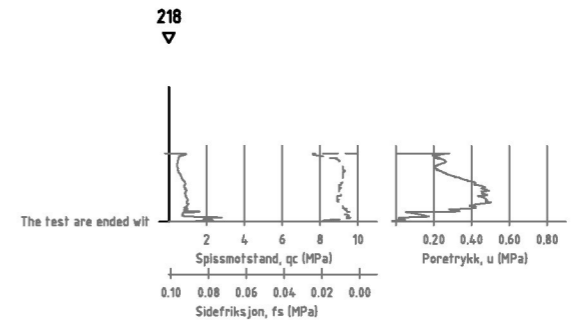 218
The test are ended wit
2 4 6 8 10
0.20 0.40 0.60 0.80
Spissmotstand, qc (MPa)
Poretrykk, u (MPa)
0.10 0.08 0.06 0.04 0.02 0.00
Sidefriksjon, fs (MPa)